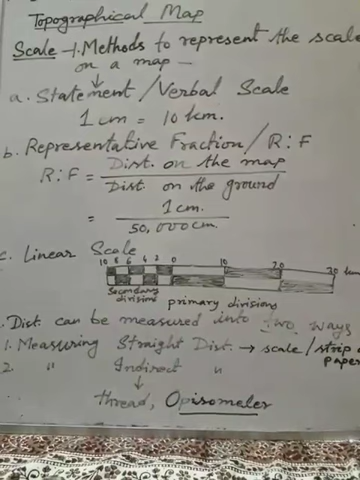 Topographical Map
Scale → 1. Methods to represent the scale
on a map —
a. Statement / Verbal Scale
1 cm = 10 km.
b. Representative Fraction / R:F
R:F = Dist. on the map
Dist. on the ground
= 1 cm.
50,000 cm.
c. Linear Scale
10 8 6 4 2 0 10 20 30 km
Secondary
divisions primary divisions
Dist. can be measured into two ways
1. Measuring Straight Dist. → scale / strip
paper
2. " Indirect "
thread, Opisometer